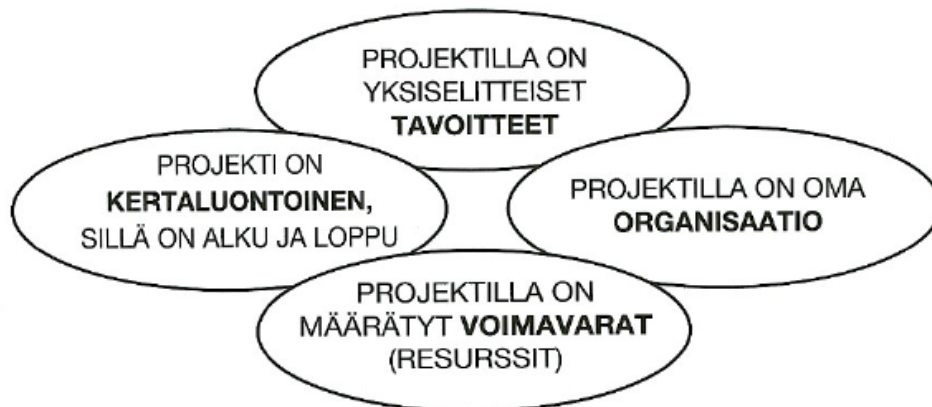 PROJEKTILLA ON
YKSISELITTEISET
TAVOITTEET
PROJEKTI ON
KERTALUONTOINEN,
SILLÄ ON ALKU JA LOPPU
PROJEKTILLA ON OMA
ORGANISAATIO
PROJEKTILLA ON
MÄÄRÄTYT VOIMAVARAT
(RESURSSIT)